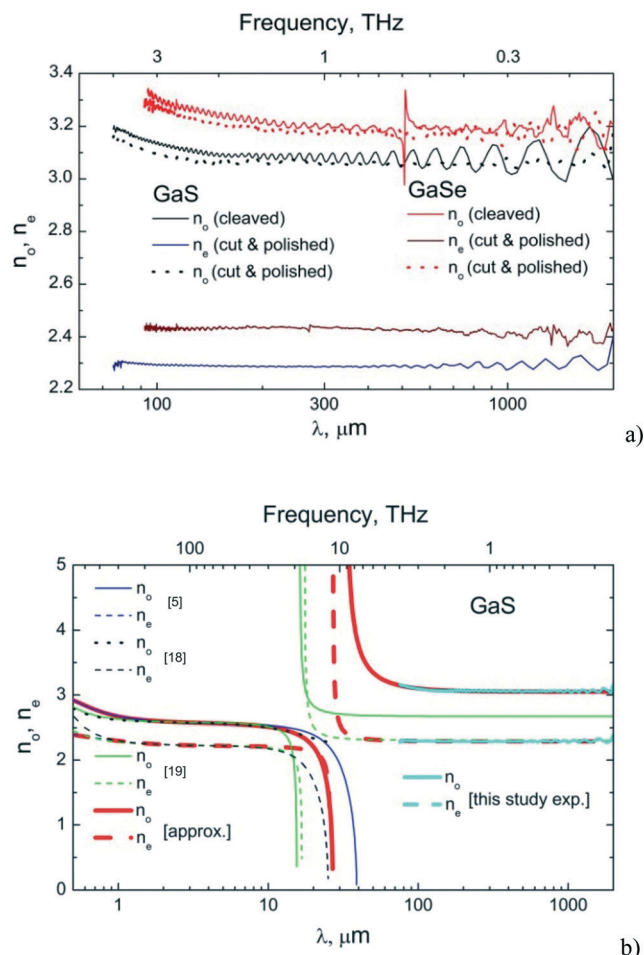 Frequency, THz
3 1 0.3
3.4
3.2
3.0
2.8
2.6
2.4
2.2
n_o, n_e
GaS
n_o (cleaved)
n_e (cut & polished)
n_o (cut & polished)
GaSe
n_o (cleaved)
n_e (cut & polished)
n_o (cut & polished)
100 300 1000
λ, μm
a)
Frequency, THz
100 10 1
5
4
3
2
1
0
n_o, n_e
n_o
n_e [5]
n_o
n_e [18]
GaS
n_o
n_e [19]
n_o
n_e [approx.]
n_o
n_e [this study exp.]
1 10 100 1000
λ, μm
b)